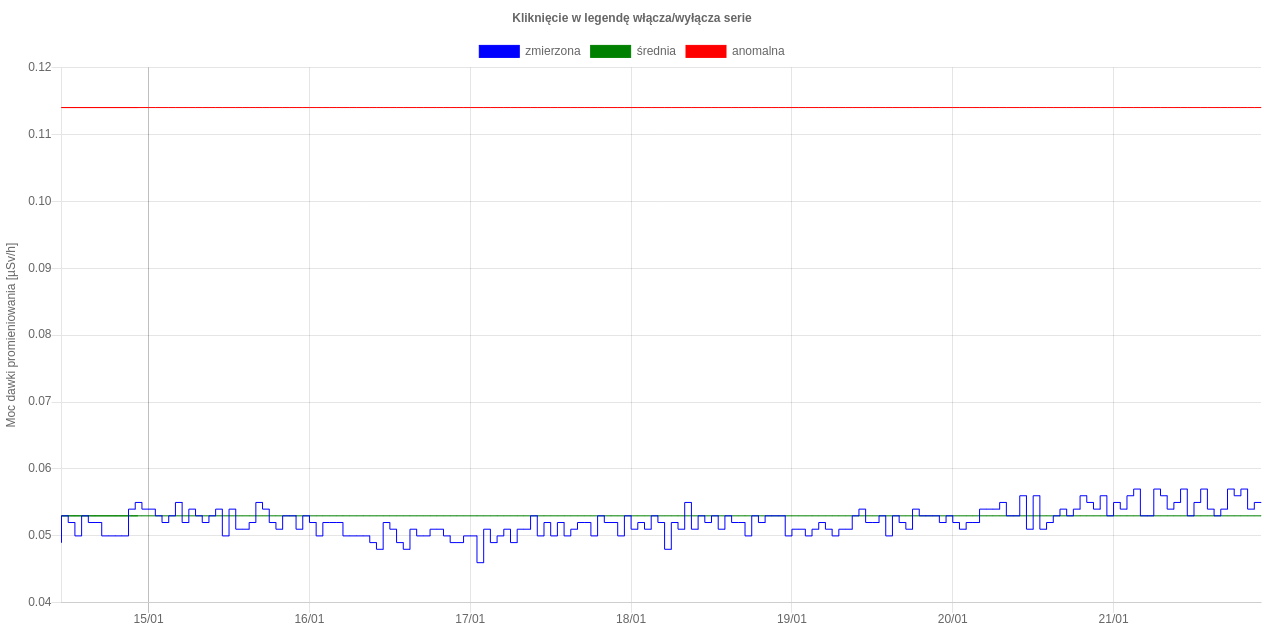 Kliknięcie w legendę włącza/wyłącza serie
zmierzona średnia anomalna
Moc dawki promieniowania [µSv/h]
0.12
0.11
0.10
0.09
0.08
0.07
0.06
0.05
0.04
15/01 16/01 17/01 18/01 19/01 20/01 21/01